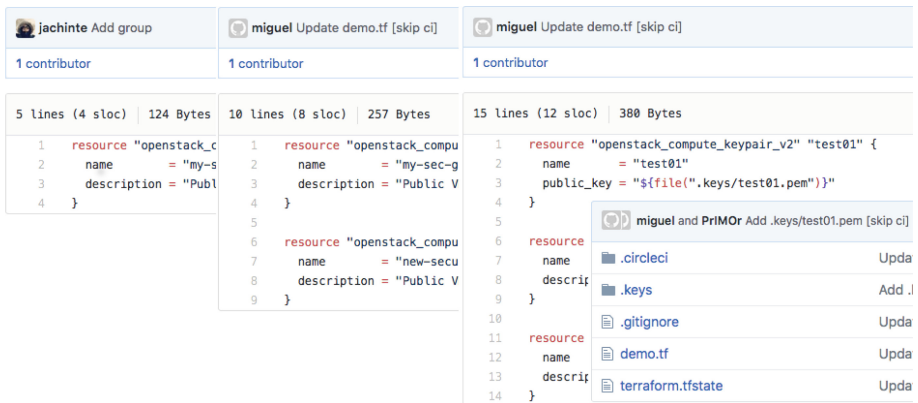 jachinte Add group
1 contributor
5 lines (4 sloc) 124 Bytes
1 resource "openstack_c
2 name = "my-s
3 description = "Publ
4 }
miguel Update demo.tf [skip ci]
1 contributor
10 lines (8 sloc) 257 Bytes
1 resource "openstack_compu
2 name = "my-sec-g
3 description = "Public V
4 }
5
6 resource "openstack_compu
7 name = "new-secu
8 description = "Public V
9 }
miguel Update demo.tf [skip ci]
1 contributor
15 lines (12 sloc) 380 Bytes
1 resource "openstack_compute_keypair_v2" "test01" {
2 name = "test01"
3 public_key = "${file(".keys/test01.pem")}"
4 }
5
6 resource
7 name
8 descrip
9 }
10
11 resource
12 name
13 descrip
14 }
miguel and PrIMOr Add .keys/test01.pem [skip ci]
.circleci Upda
.keys Add .
.gitignore Upda
demo.tf Upda
terraform.tfstate Upda